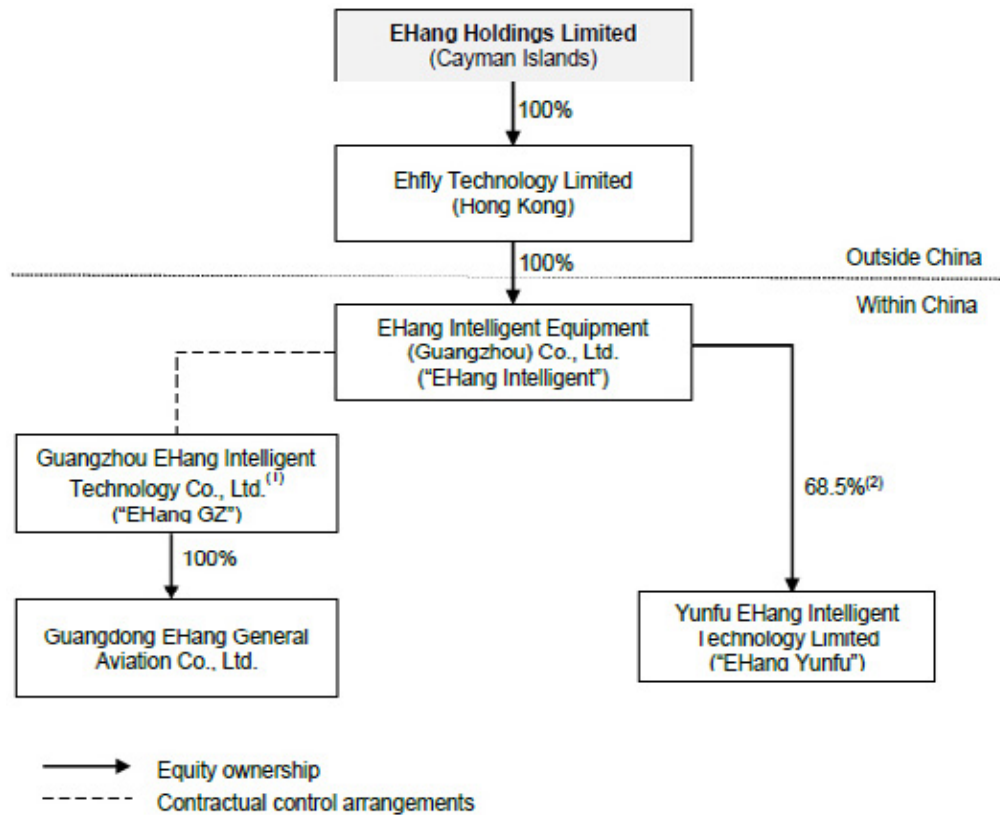 EHang Holdings Limited
(Cayman Islands)
100%
Ehfly Technology Limited
(Hong Kong)
100%
Outside China
Within China
EHang Intelligent Equipment
(Guangzhou) Co., Ltd.
(“EHang Intelligent”)
Guangzhou EHang Intelligent
Technology Co., Ltd.(1)
(“EHang GZ”)
68.5%(2)
100%
Guangdong EHang General
Aviation Co., Ltd.
Yunfu EHang Intelligent
Technology Limited
(“EHang Yunfu”)
Equity ownership
Contractual control arrangements